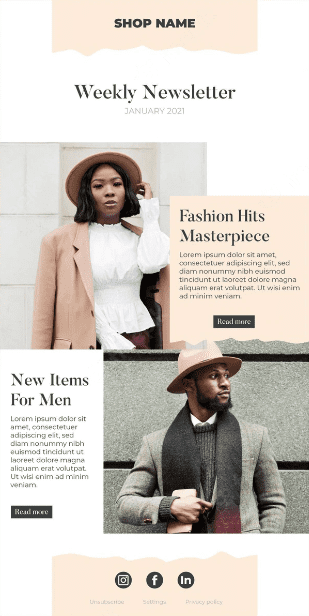 SHOP NAME
Weekly Newsletter
JANUARY 2021
Fashion Hits
Masterpiece
Lorem ipsum dolor sit amet,
consectetuer adipiscing elit, sed
diam nonummy nibh euismod
tincidunt ut laoreet dolore magna
aliquam erat volutpat. Ut wisi enim
ad minim veniam.
Read more
New Items
For Men
Lorem ipsum dolor sit
amet, consectetuer
adipiscing elit, sed diam
nonummy nibh euismod
tincidunt ut laoreet
dolore magna aliquam
erat volutpat. Ut wisi
enim ad minim
veniam.
Read more
Unsubscribe Settings Privacy policy